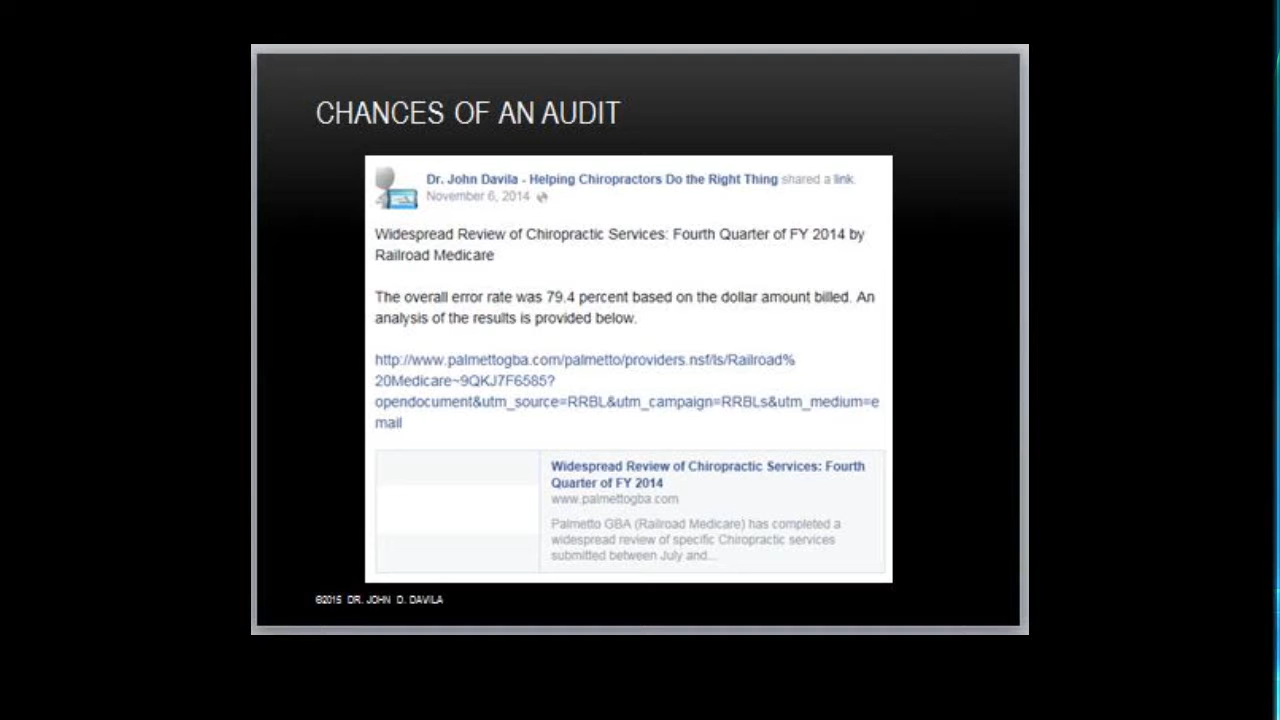 CHANCES OF AN AUDIT
Dr. John Davila - Helping Chiropractors Do the Right Thing shared a link.
November 6, 2014
Widespread Review of Chiropractic Services: Fourth Quarter of FY 2014 by
Railroad Medicare
The overall error rate was 79.4 percent based on the dollar amount billed. An
analysis of the results is provided below.
http://www.palmettogba.com/palmetto/providers.nsf/ls/Railroad%
20Medicare~9QKJ7F6585?
opendocument&utm_source=RRBL&utm_campaign=RRBLs&utm_medium=e
mail
Widespread Review of Chiropractic Services: Fourth
Quarter of FY 2014
www.palmettogba.com
Palmetto GBA (Railroad Medicare) has completed a
widespread review of specific Chiropractic services
submitted between July and...
©2015 DR. JOHN D. DAVILA